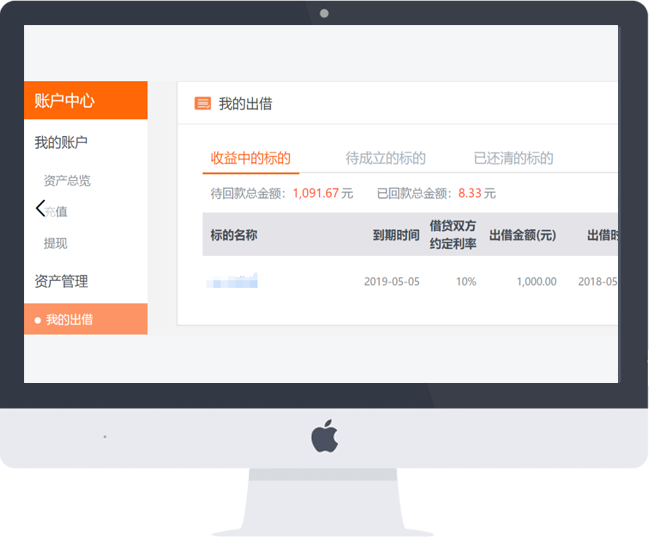 账户中心
我的账户
资产总览
充值
提现
资产管理
我的出借
我的出借
收益中的标的 待成立的标的 已还清的标的
待回款总金额：1,091.67 元 已回款总金额：8.33 元
标的名称 到期时间 借贷双方约定利率 出借金额(元) 出借时
2019-05-05 10% 1,000.00 2018-05